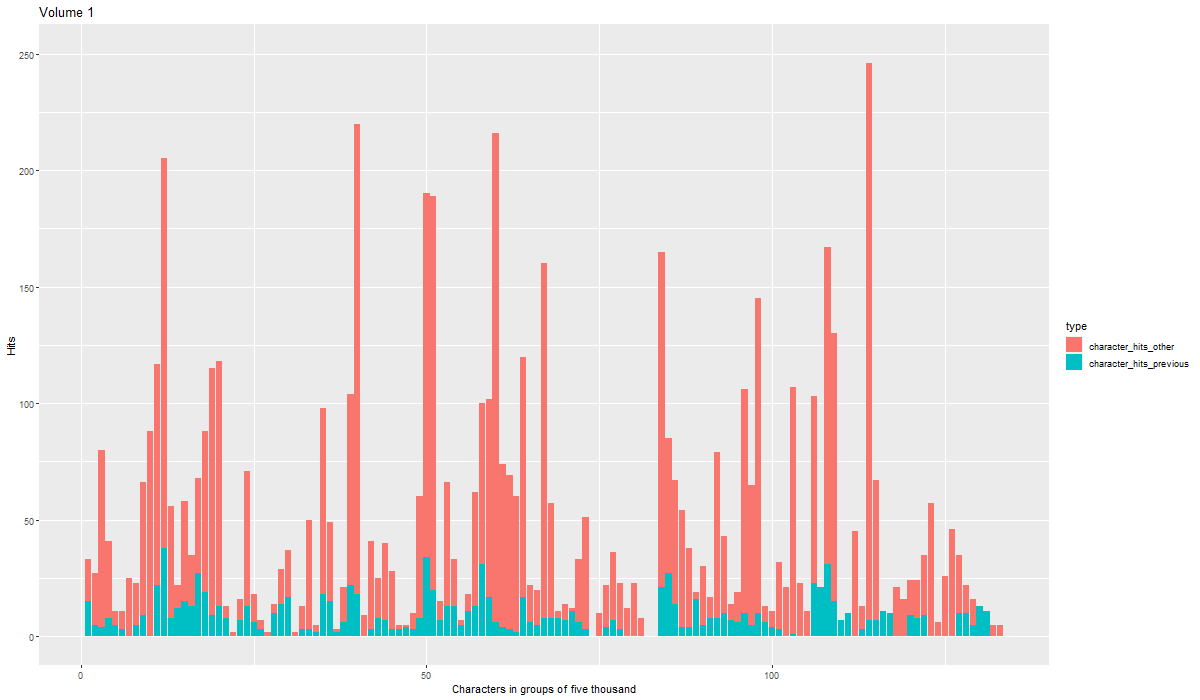 Volume 1
250
200
150
100
50
0
Hits
0
50
100
Characters in groups of five thousand
type
character_hits_other
character_hits_previous